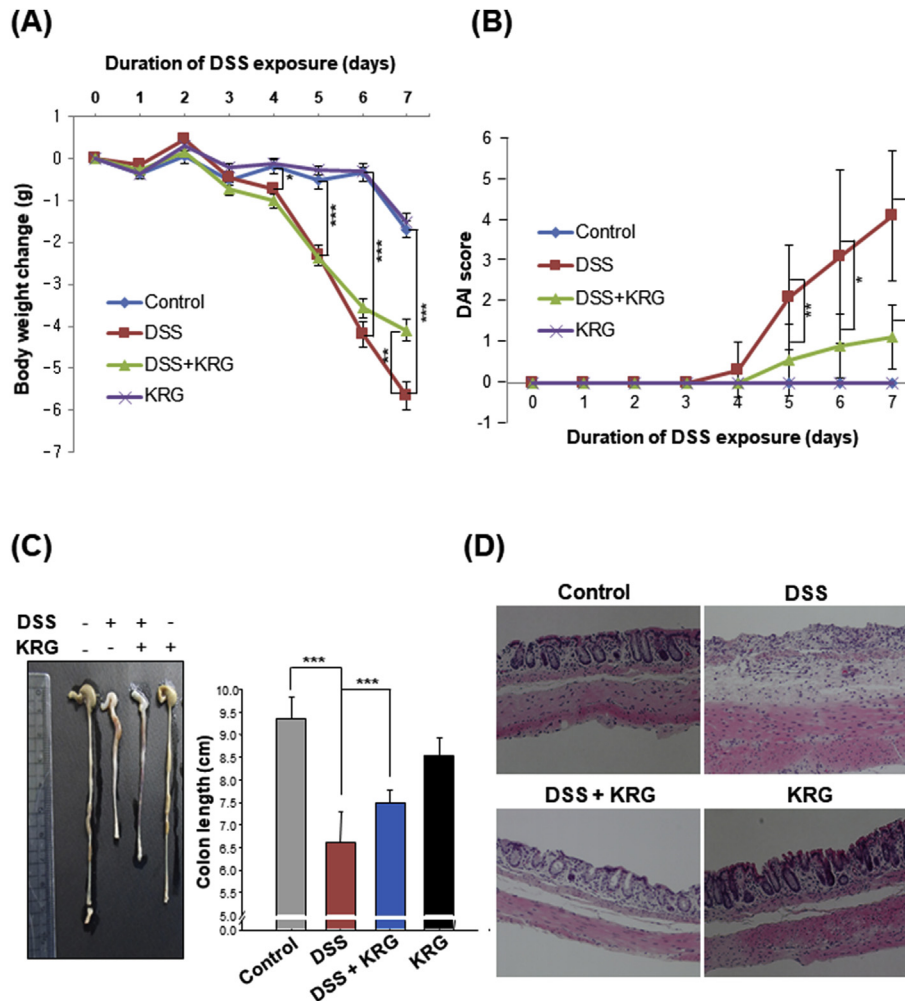 (A)
Duration of DSS exposure (days)
0 1 2 3 4 5 6 7
1
0
−1
−2
−3
−4
−5
−6
−7
Body weight change (g)
Control
DSS
DSS+KRG
KRG
*
***
***
***
**
(B)
6
5
4
3
2
1
0
-1
DAI score
Control
DSS
DSS+KRG
KRG
**
*
0 1 2 3 4 5 6 7
Duration of DSS exposure (days)
(C)
DSS - + + -
KRG - - + +
*** ***
10.0
9.5
9.0
8.5
8.0
7.5
7.0
6.5
6.0
5.5
5.0
0.0
Colon length (cm)
Control DSS DSS + KRG KRG
(D)
Control DSS
DSS + KRG KRG